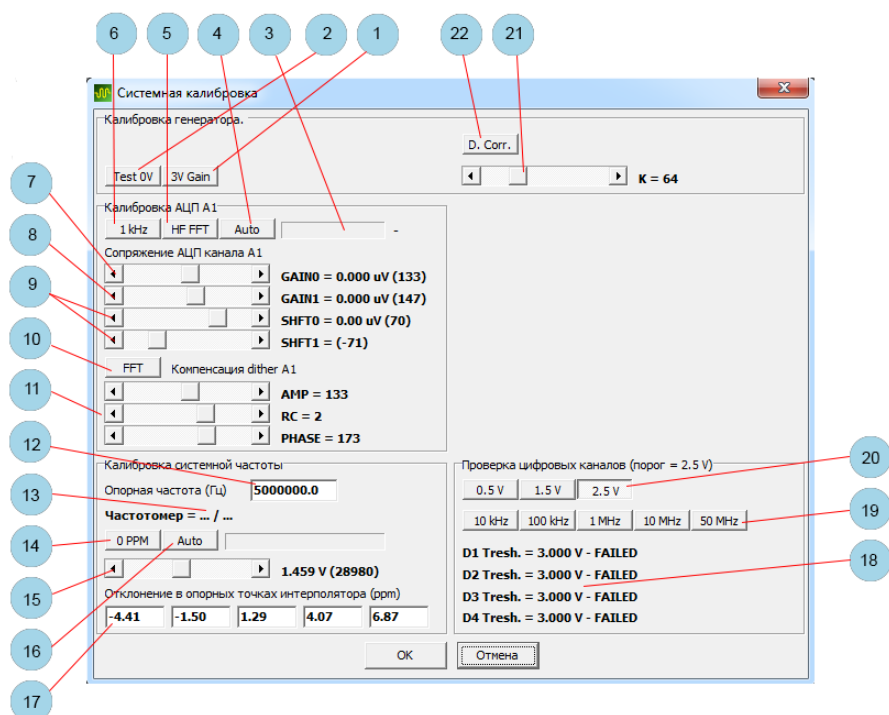 6 5 4 3 2 1 22 21
Системная калибровка
Калибровка генератора.
D. Corr.
Test 0V 3V Gain
K = 64
7
Калибровка АЦП A1
1 kHz HF FFT Auto -
8
Сопряжение АЦП канала A1
GAIN0 = 0.000 uV (133)
9
GAIN1 = 0.000 uV (147)
SHFT0 = 0.00 uV (70)
10
SHFT1 = (-71)
FFT Компенсация dither A1
11
AMP = 133
RC = 2
12
PHASE = 173
Калибровка системной частоты
13
Опорная частота (Гц) 5000000.0
Частотомер = ... / ...
14
0 PPM Auto
15
1.459 V (28980)
Отклонение в опорных точках интерполятора (ppm)
-4.41 -1.50 1.29 4.07 6.87
16
17
Проверка цифровых каналов (порог = 2.5 V)
20
0.5 V 1.5 V 2.5 V
19
10 kHz 100 kHz 1 MHz 10 MHz 50 MHz
18
D1 Tresh. = 3.000 V - FAILED
D2 Tresh. = 3.000 V - FAILED
D3 Tresh. = 3.000 V - FAILED
D4 Tresh. = 3.000 V - FAILED
OK Отмена